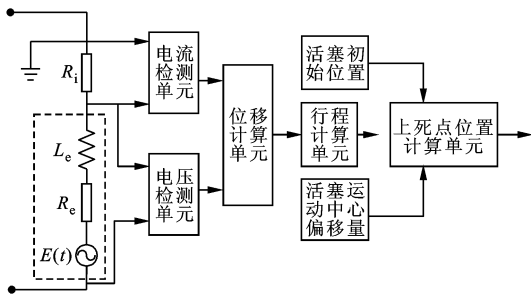 R_i
L_e
R_e
E(t)
电流
检测
单元
电压
检测
单元
位移
计算
单元
活塞初
始位置
行程
计算
单元
活塞运
动中心
偏移量
上死点位置
计算单元